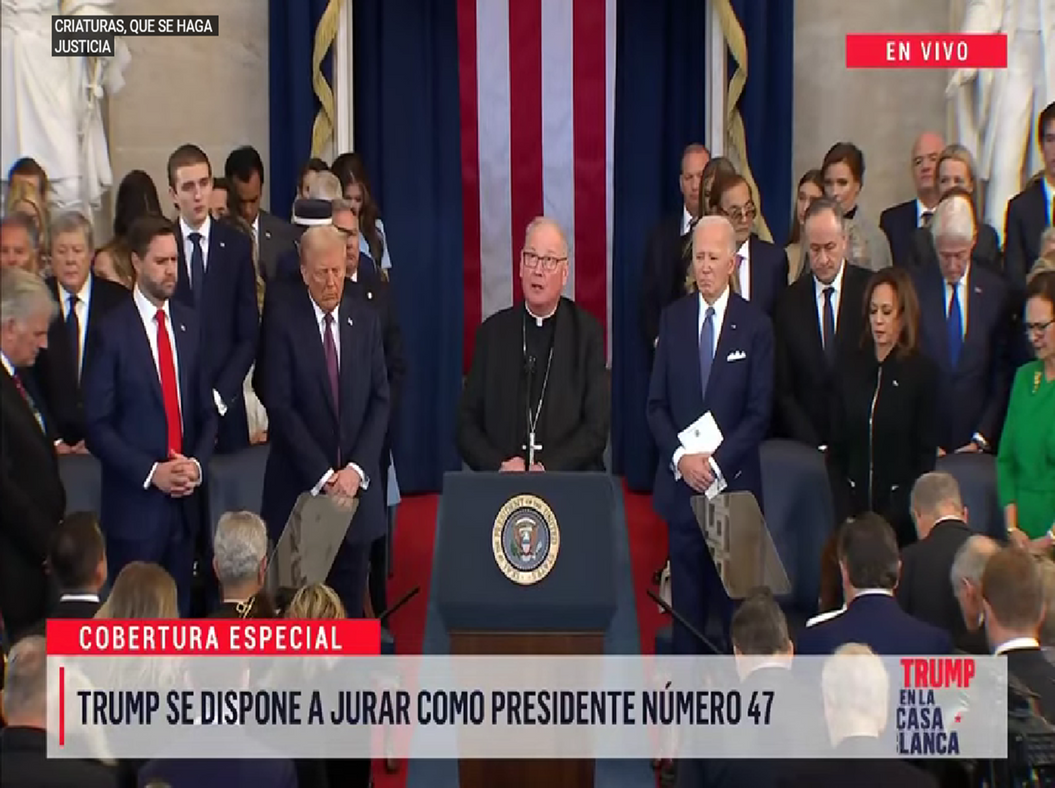 CRIATURAS, QUE SE HAGA
JUSTICIA
EN VIVO
COBERTURA ESPECIAL
TRUMP SE DISPONE A JURAR COMO PRESIDENTE NÚMERO 47
TRUMP
EN LA
CASA
BLANCA